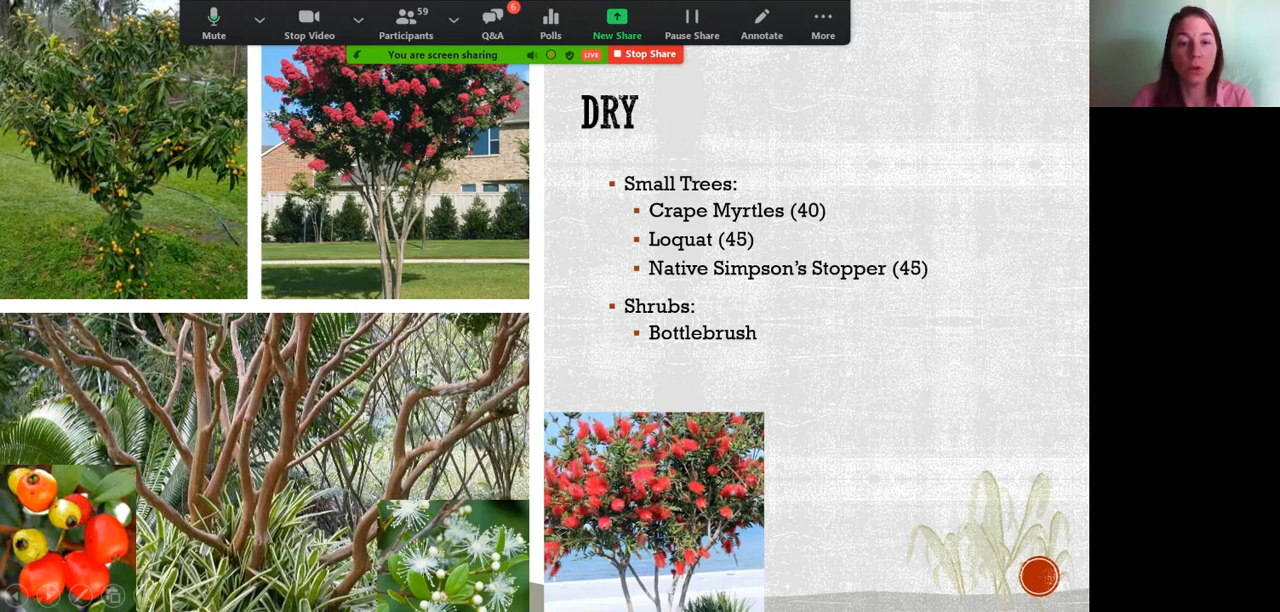 59
6
Mute
Stop Video
Participants
Q&A
Polls
New Share
Pause Share
Annotate
More
You are screen sharing
LIVE
Stop Share
DRY
Small Trees:
Crape Myrtles (40)
Loquat (45)
Native Simpson's Stopper (45)
Shrubs:
Bottlebrush